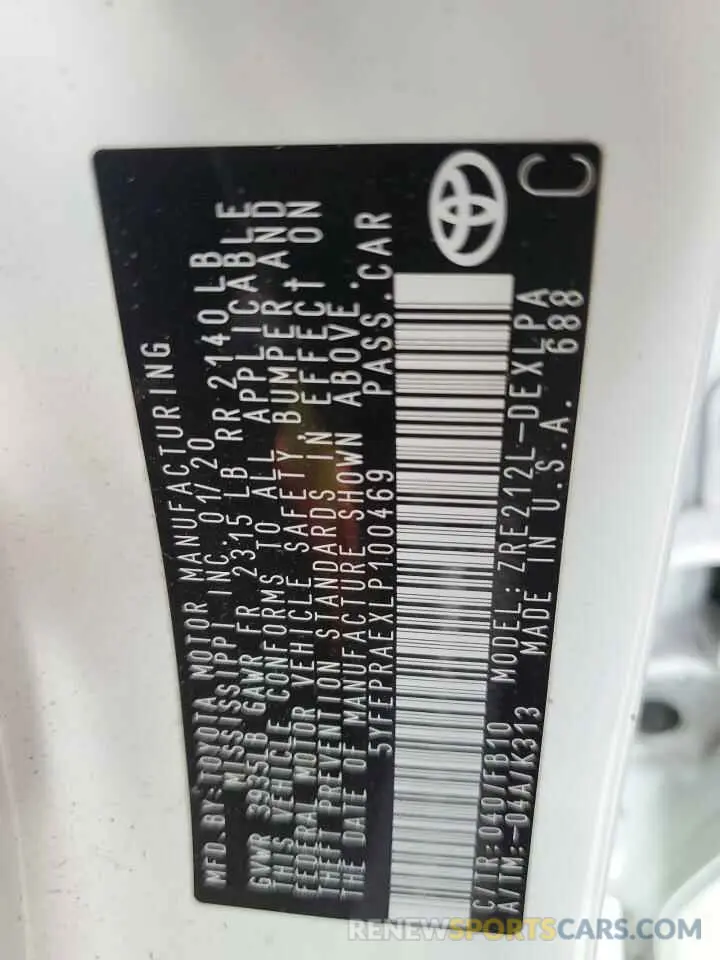 MFD. BY: TOYOTA MOTOR MANUFACTURING
MISSISSIPPI INC. 01/20
GVWR 3935LB GAWR FR 2315 LB RR 2140LB
THIS VEHICLE CONFORMS TO ALL APPLICABLE
FEDERAL MOTOR VEHICLE SAFETY, BUMPER AND
THEFT PREVENTION STANDARDS IN EFFECT ON
THE DATE OF MANUFACTURE SHOWN ABOVE.
5YFEPRAEXLP100469 PASS.CAR
C/TR: 040/FB10 MODEL: ZRE212L-DEXLPA
A/TM: -04A/K313 MADE IN U.S.A. 688
C
RENEWSPORTSCARS.COM